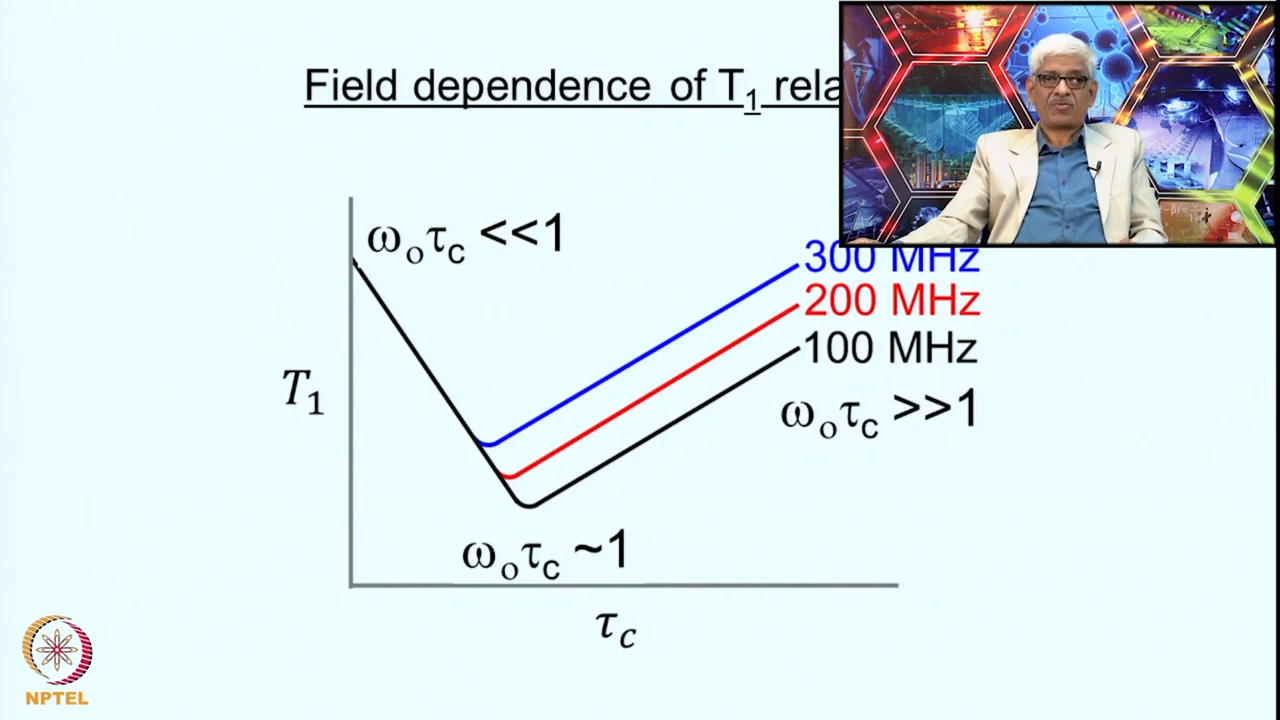 Field dependence of T₁
ωₒτc <<1
300 MHz
200 MHz
100 MHz
T₁
ωₒτc >>1
ωₒτc ~1
τc
NPTEL